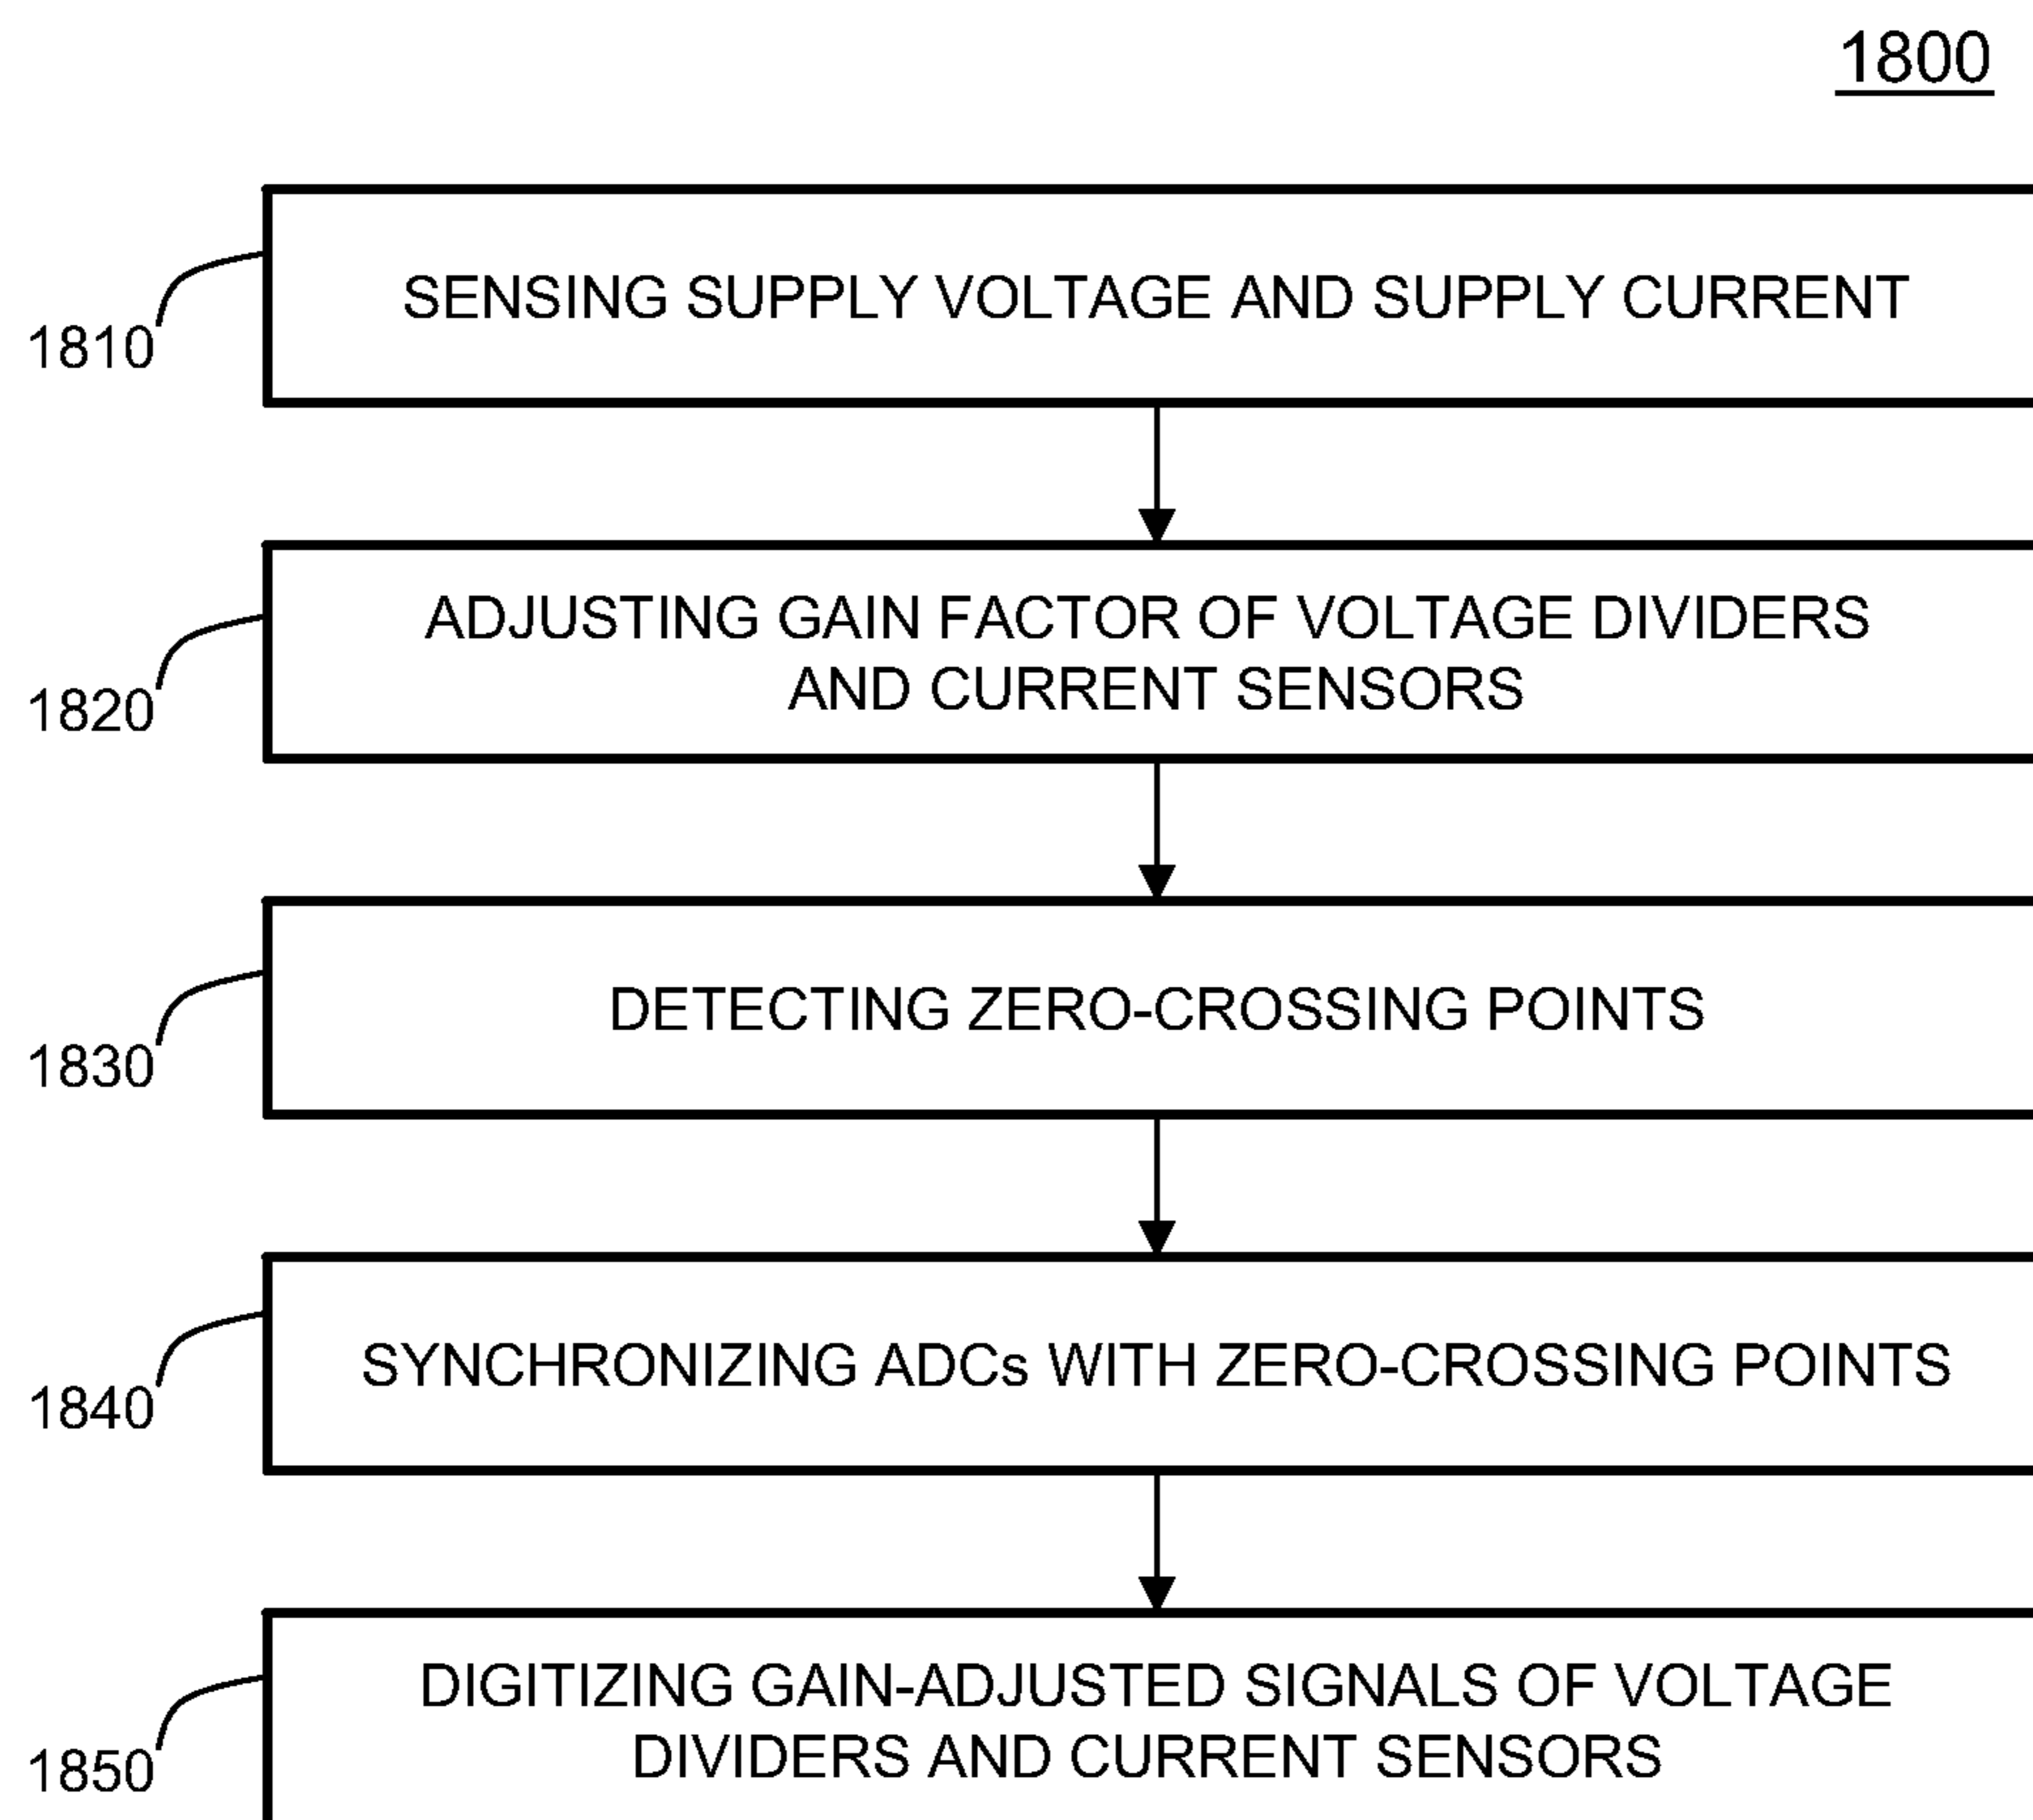 1800
SENSING SUPPLY VOLTAGE AND SUPPLY CURRENT
1810
ADJUSTING GAIN FACTOR OF VOLTAGE DIVIDERS
AND CURRENT SENSORS
1820
DETECTING ZERO-CROSSING POINTS
1830
SYNCHRONIZING ADCs WITH ZERO-CROSSING POINTS
1840
DIGITIZING GAIN-ADJUSTED SIGNALS OF VOLTAGE
DIVIDERS AND CURRENT SENSORS
1850